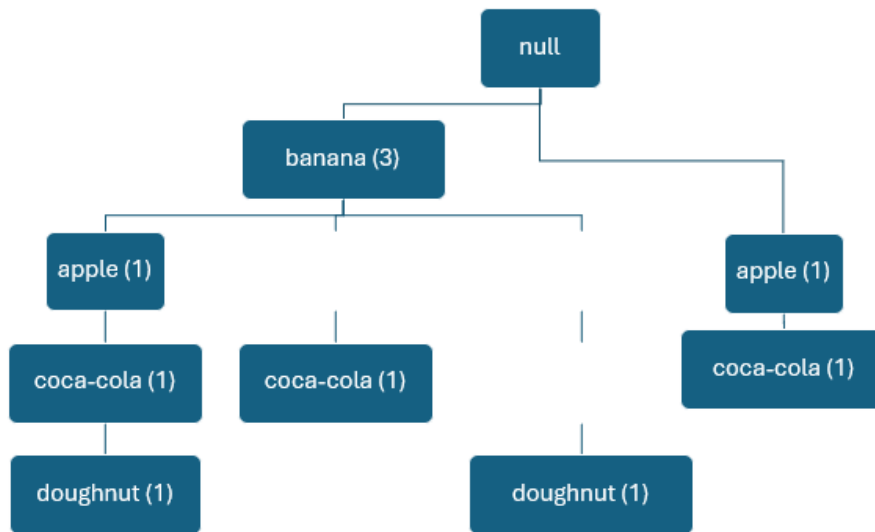 null
banana (3)
apple (1)
apple (1)
coca-cola (1)
coca-cola (1)
coca-cola (1)
doughnut (1)
doughnut (1)